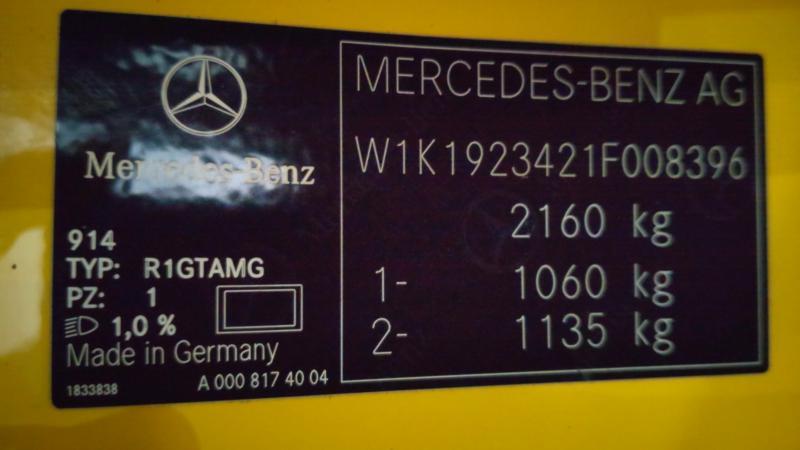 Mercedes-Benz
914
TYP: R1GTAMG
PZ: 1
1,0 %
Made in Germany
1833838
A 000 817 40 04
MERCEDES-BENZ AG
W1K1923421F008396
2160 kg
1- 1060 kg
2- 1135 kg